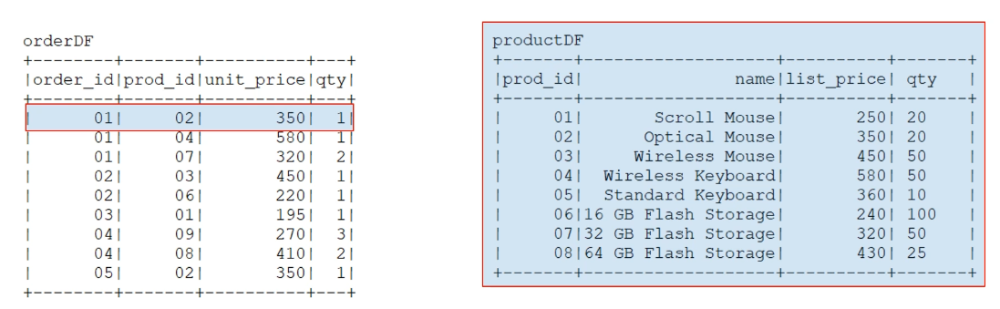 orderDF
+--------+-------+----------+---+
|order_id|prod_id|unit_price|qty|
+--------+-------+----------+---+
|      01|     02|       350|  1|
|      01|     04|       580|  1|
|      01|     07|       320|  2|
|      02|     03|       450|  1|
|      02|     06|       220|  1|
|      03|     01|       195|  1|
|      04|     09|       270|  3|
|      04|     08|       410|  2|
|      05|     02|       350|  1|
+--------+-------+----------+---+
productDF
+-------+-------------------+----------+-------+
|prod_id|               name|list_price| qty   |
+-------+-------------------+----------+-------+
|     01|       Scroll Mouse|       250| 20    |
|     02|      Optical Mouse|       350| 20    |
|     03|     Wireless Mouse|       450| 50    |
|     04|  Wireless Keyboard|       580| 50    |
|     05|  Standard Keyboard|       360| 10    |
|     06|16 GB Flash Storage|       240| 100   |
|     07|32 GB Flash Storage|       320| 50    |
|     08|64 GB Flash Storage|       430| 25    |
+-------+-------------------+----------+-------+